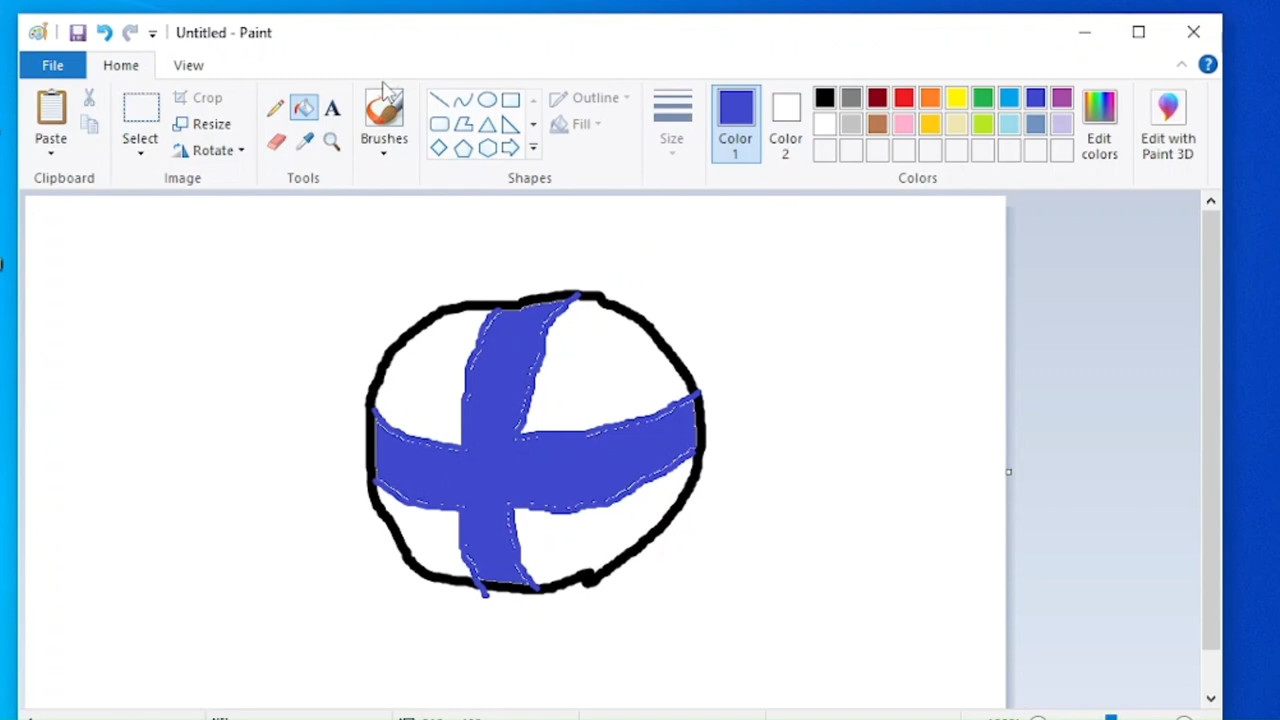 Untitled - Paint
File Home View
Paste
Select
Crop
Resize
Rotate
A
Brushes
Outline
Fill
Size
Color 1
Color 2
Edit colors
Edit with Paint 3D
Clipboard Image Tools Shapes Colors